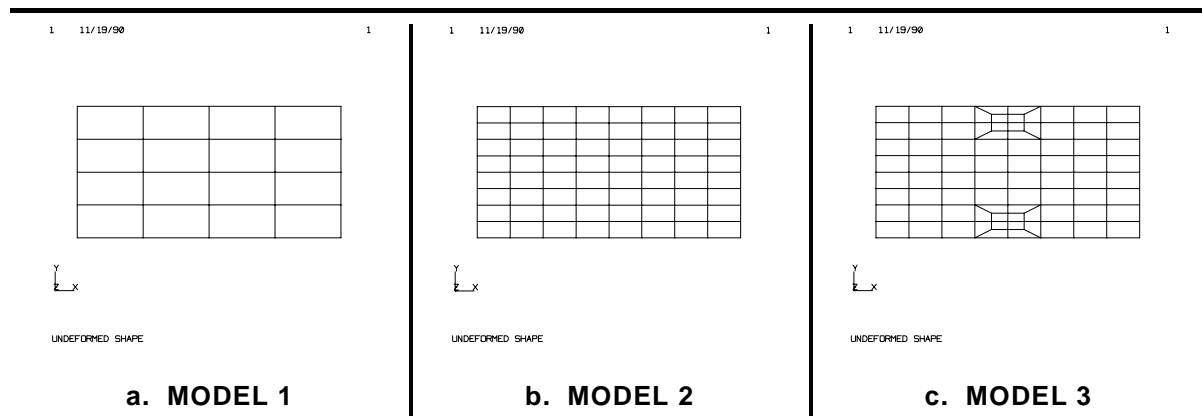 1 11/19/90 1
Y
Z X
UNDEFORMED SHAPE
a. MODEL 1
1 11/19/90 1
Y
Z X
UNDEFORMED SHAPE
b. MODEL 2
1 11/19/90 1
Y
Z X
UNDEFORMED SHAPE
c. MODEL 3